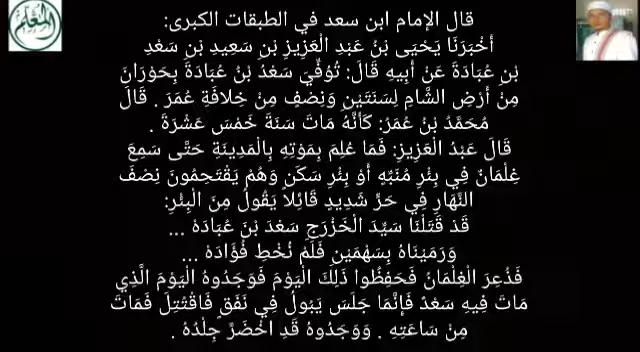 قال الإمام ابن سعد في الطبقات الكبرى:
أَخْبَرَنَا يَحْيَى بْنُ عَبْدِ الْعَزِيزِ بْنِ سَعِيدِ بْنِ سَعْدِ
بْنِ عُبَادَةَ عَنْ أَبِيهِ قَالَ: تُوُفِّيَ سَعْدُ بْنُ عُبَادَةَ بِحَوْرَانَ
مِنْ أَرْضِ الشَّامِ لِسَنَتَيْنِ وَنِصْفٍ مِنْ خِلافَةِ عُمَرَ . قَالَ
مُحَمَّدُ بْنُ عُمَرَ: كَأَنَّهُ مَاتَ سَنَةَ خَمْسَ عَشْرَةَ .
قَالَ عَبْدُ الْعَزِيزِ: فَمَا عُلِمَ بِمَوْتِهِ بِالْمَدِينَةِ حَتَّى سَمِعَ
غِلْمَانٌ فِي بِئْرِ مُنَبِّهٍ أَوْ بِئْرِ سَكَنٍ وَهُمْ يَقْتَحِمُونَ نِصْفَ
النَّهَارِ فِي حَرٍّ شَدِيدٍ قَائِلاً يَقُولُ مِنَ الْبِئْرِ:
قَدْ قَتَلْنَا سَيِّدَ الْخَزْرَجِ سَعْدَ بْنَ عُبَادَهْ ...
وَرَمَيْنَاهُ بِسَهْمَيْنِ فَلَمْ نُخْطِ فُؤَادَهْ ...
فَذُعِرَ الْغِلْمَانُ فَحَفِظُوا ذَلِكَ الْيَوْمَ فَوَجَدُوهُ الْيَوْمَ الَّذِي
مَاتَ فِيهِ سَعْدٌ فَإِنَّمَا جَلَسَ يَبُولُ فِي نَفَقٍ فَاقْتُتِلَ فَمَاتَ
مِنْ سَاعَتِهِ . وَوَجَدُوهُ قَدِ اخْضَرَّ جِلْدُهُ .